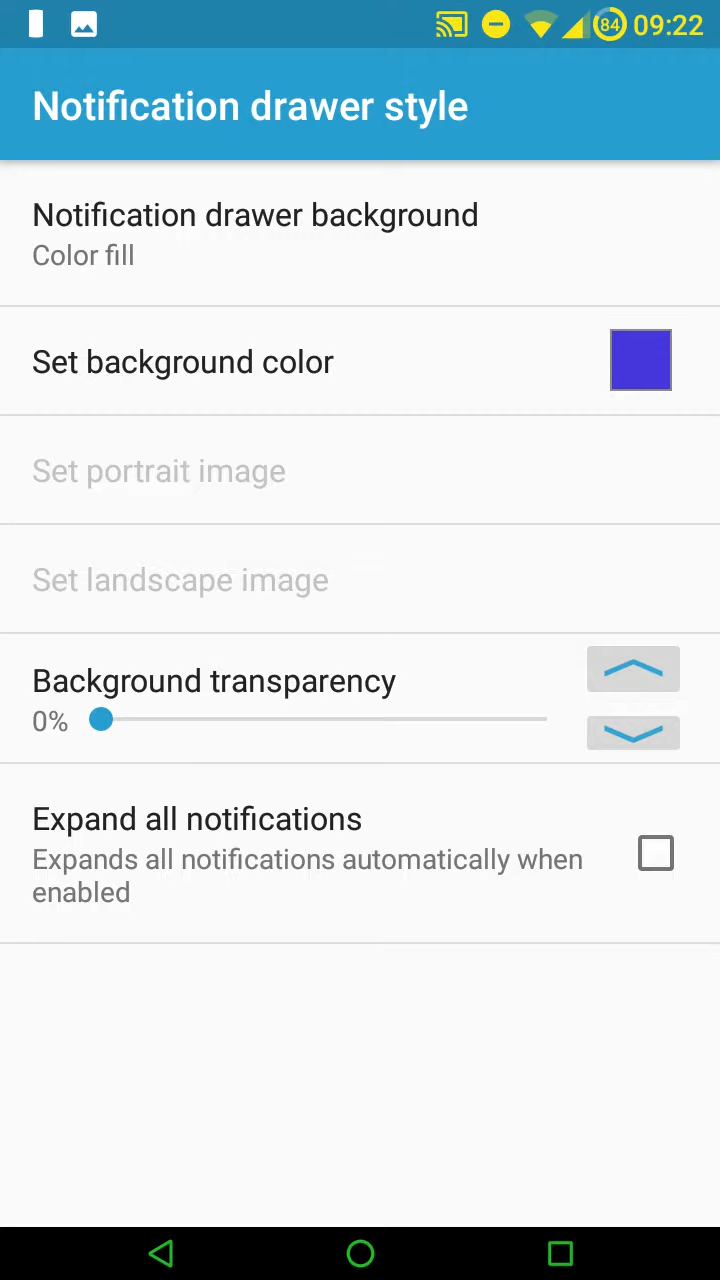 84 09:22
Notification drawer style
Notification drawer background
Color fill
Set background color
Set portrait image
Set landscape image
Background transparency
0%
Expand all notifications
Expands all notifications automatically when
enabled